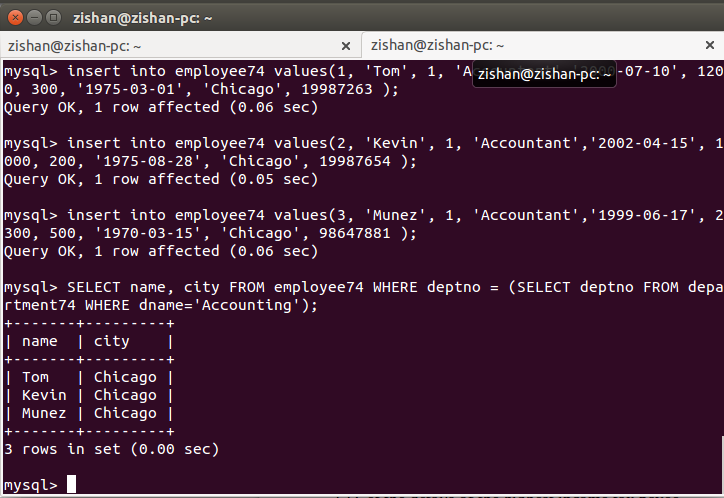 zishan@zishan-pc: ~
zishan@zishan-pc: ~
zishan@zishan-pc: ~
zishan@zishan-pc: ~
mysql> insert into employee74 values(1, 'Tom', 1, '-07-10', 120
0, 300, '1975-03-01', 'Chicago', 19987263 );
Query OK, 1 row affected (0.06 sec)
mysql> insert into employee74 values(2, 'Kevin', 1, 'Accountant','2002-04-15', 1
000, 200, '1975-08-28', 'Chicago', 19987654 );
Query OK, 1 row affected (0.05 sec)
mysql> insert into employee74 values(3, 'Munez', 1, 'Accountant','1999-06-17', 2
300, 500, '1970-03-15', 'Chicago', 98647881 );
Query OK, 1 row affected (0.06 sec)
mysql> SELECT name, city FROM employee74 WHERE deptno = (SELECT deptno FROM depa
rtment74 WHERE dname='Accounting');
+-------+---------+
| name  | city    |
+-------+---------+
| Tom   | Chicago |
| Kevin | Chicago |
| Munez | Chicago |
+-------+---------+
3 rows in set (0.00 sec)
mysql>